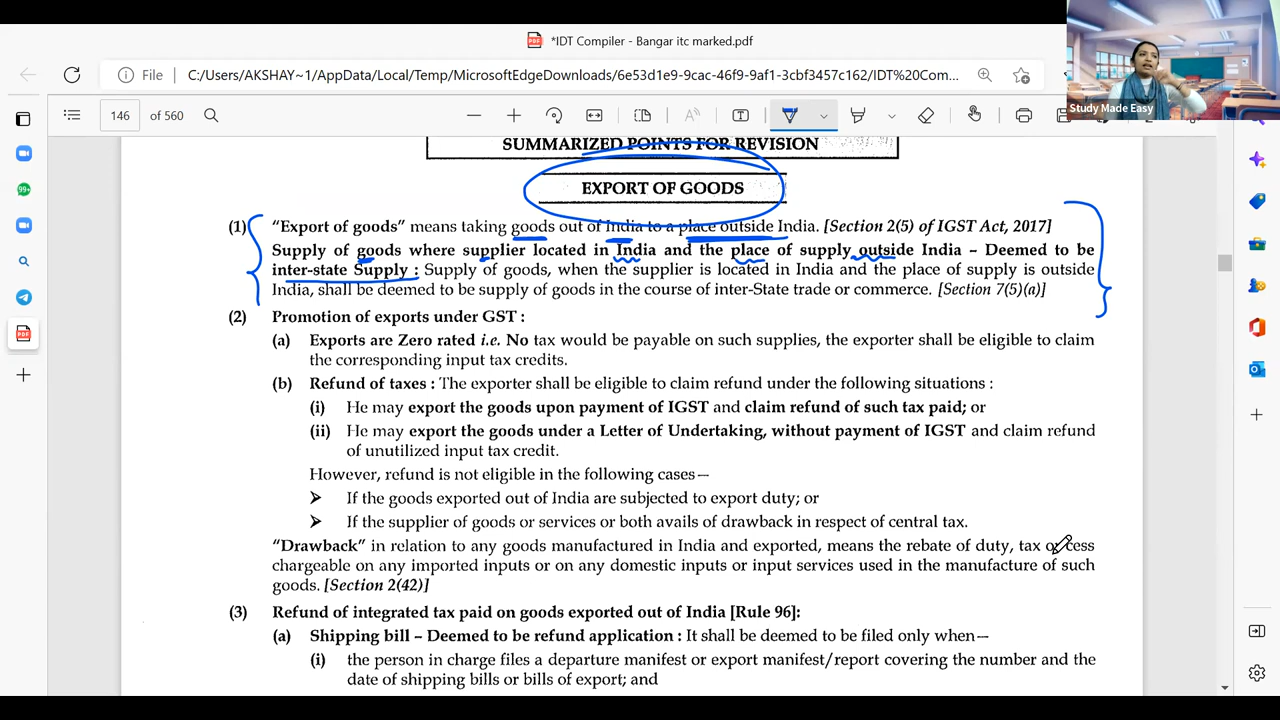 *IDT Compiler - Bangar itc marked.pdf
File
C:/Users/AKSHAY~1/AppData/Local/Temp/MicrosoftEdgeDownloads/6e53d1e9-9cac-46f9-9af1-3cbf3457c162/IDT%20Com...
Study Made Easy
146 of 560
SUMMARIZED POINTS FOR REVISION
EXPORT OF GOODS
(1) "Export of goods" means taking goods out of India to a place outside India. [Section 2(5) of IGST Act, 2017]
Supply of goods where supplier located in India and the place of supply outside India – Deemed to be
inter-state Supply : Supply of goods, when the supplier is located in India and the place of supply is outside
India, shall be deemed to be supply of goods in the course of inter-State trade or commerce. [Section 7(5)(a)]
(2) Promotion of exports under GST :
(a) Exports are Zero rated i.e. No tax would be payable on such supplies, the exporter shall be eligible to claim
the corresponding input tax credits.
(b) Refund of taxes : The exporter shall be eligible to claim refund under the following situations :
(i) He may export the goods upon payment of IGST and claim refund of such tax paid; or
(ii) He may export the goods under a Letter of Undertaking, without payment of IGST and claim refund
of unutilized input tax credit.
However, refund is not eligible in the following cases—
➢ If the goods exported out of India are subjected to export duty; or
➢ If the supplier of goods or services or both avails of drawback in respect of central tax.
"Drawback" in relation to any goods manufactured in India and exported, means the rebate of duty, tax or cess
chargeable on any imported inputs or on any domestic inputs or input services used in the manufacture of such
goods. [Section 2(42)]
(3) Refund of integrated tax paid on goods exported out of India [Rule 96]:
(a) Shipping bill – Deemed to be refund application : It shall be deemed to be filed only when—
(i) the person in charge files a departure manifest or export manifest/report covering the number and the
date of shipping bills or bills of export; and